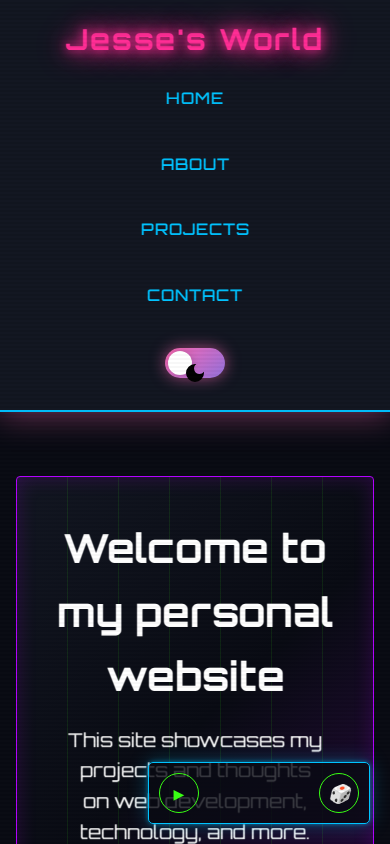 Jesse's World
HOME
ABOUT
PROJECTS
CONTACT
Welcome to
my personal
website
This site showcases my
projects and thoughts
on web development,
technology, and more.